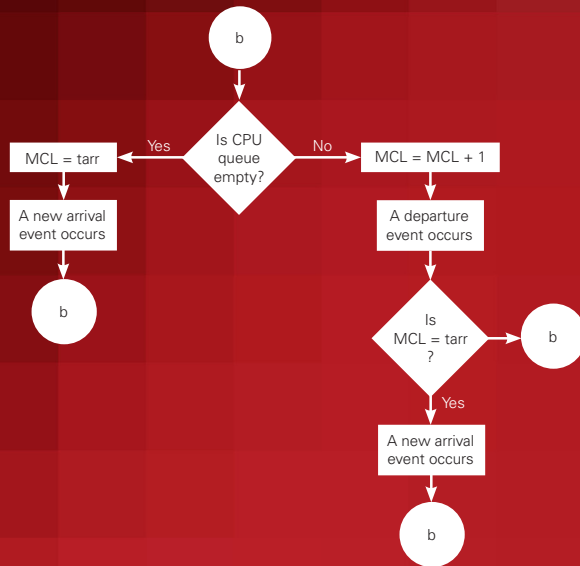 b
Is CPU
queue
empty?
Yes
No
MCL = tarr
MCL = MCL + 1
A new arrival
event occurs
A departure
event occurs
b
Is
MCL = tarr
?
b
Yes
A new arrival
event occurs
b